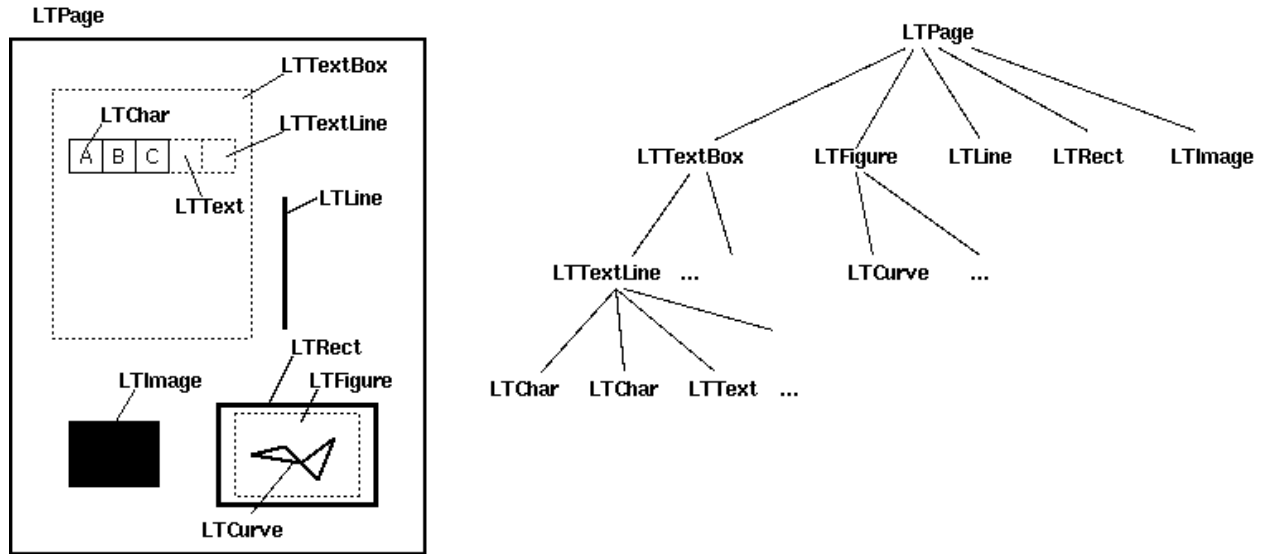 LTPage
LTTextBox
LTChar
LTTextLine
A B C
LTText
LTLine
LTRect
LTImage
LTFigure
LTCurve
LTPage
LTTextBox LTFigure LTLine LTRect LTImage
LTTextLine ... LTCurve ...
LTChar LTChar LTText ...